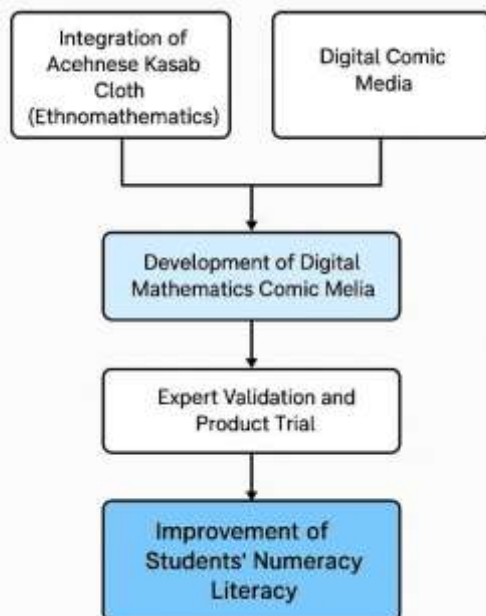 Integration of
Acehnese Kasab
Cloth
(Ethnomathematics)
Digital Comic
Media
Development of Digital
Mathematics Comic Melia
Expert Validation and
Product Trial
Improvement of
Students' Numeracy
Literacy